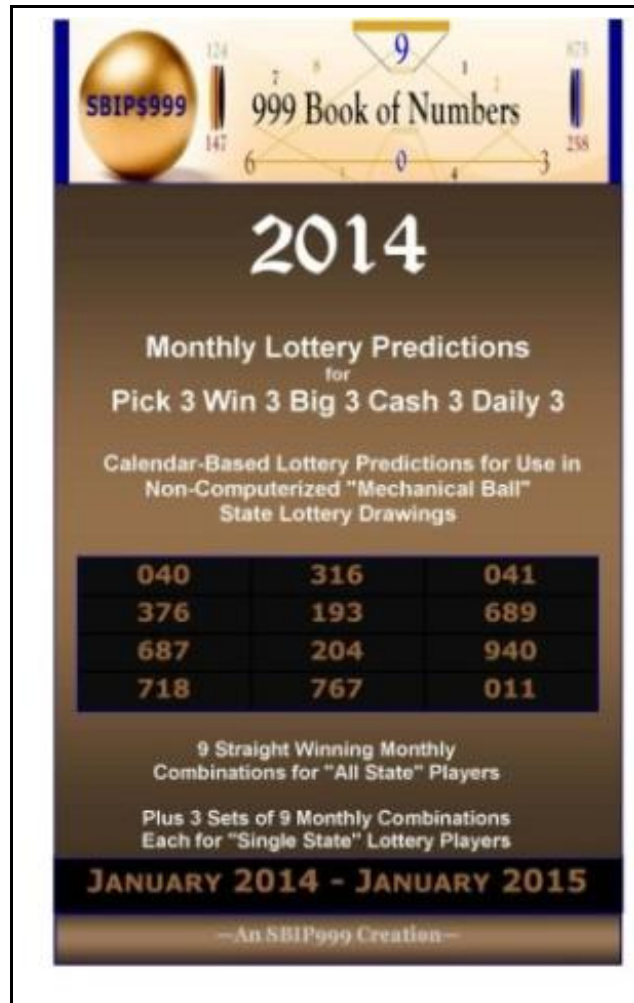 124
875
9
7
8
1
2
SBIP$999
999 Book of Numbers
147
258
6
0
3
5
4
2014
Monthly Lottery Predictions
for
Pick 3 Win 3 Big 3 Cash 3 Daily 3
Calendar-Based Lottery Predictions for Use in
Non-Computerized "Mechanical Ball"
State Lottery Drawings
040 316 041
376 193 689
687 204 940
718 767 011
9 Straight Winning Monthly
Combinations for "All State" Players
Plus 3 Sets of 9 Monthly Combinations
Each for "Single State" Lottery Players
JANUARY 2014 - JANUARY 2015
—An SBIP999 Creation—